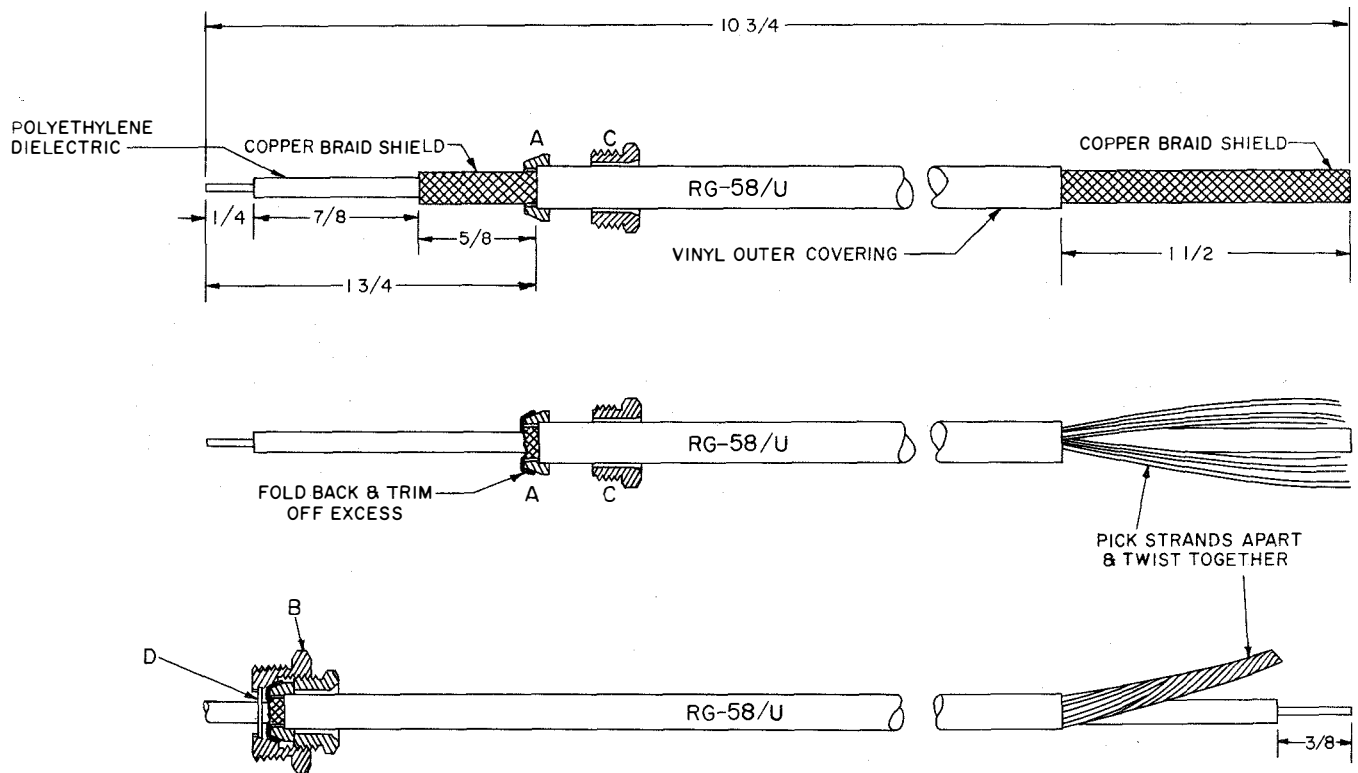 10 3/4
POLYETHYLENE
DIELECTRIC
COPPER BRAID SHIELD
A
C
COPPER BRAID SHIELD
RG-58/U
1/4
7/8
5/8
VINYL OUTER COVERING
1 1/2
1 3/4
RG-58/U
FOLD BACK & TRIM
OFF EXCESS
A
C
PICK STRANDS APART
& TWIST TOGETHER
B
D
RG-58/U
3/8